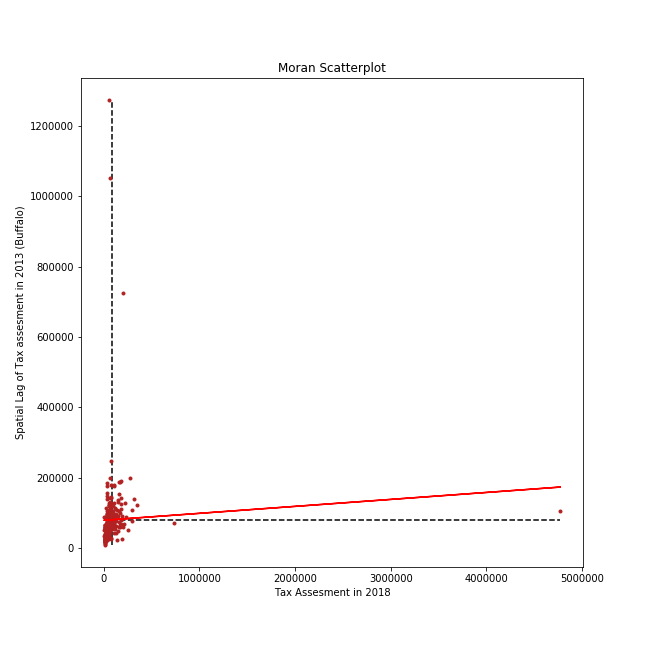 Moran Scatterplot
Spatial Lag of Tax assesment in 2013 (Buffalo)
1200000
1000000
800000
600000
400000
200000
0
0 1000000 2000000 3000000 4000000 5000000
Tax Assesment in 2018